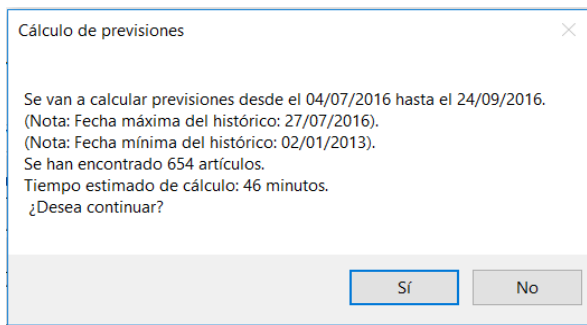 Cálculo de previsiones
Se van a calcular previsiones desde el 04/07/2016 hasta el 24/09/2016.
(Nota: Fecha máxima del histórico: 27/07/2016).
(Nota: Fecha mínima del histórico: 02/01/2013).
Se han encontrado 654 artículos.
Tiempo estimado de cálculo: 46 minutos.
¿Desea continuar?
Sí
No